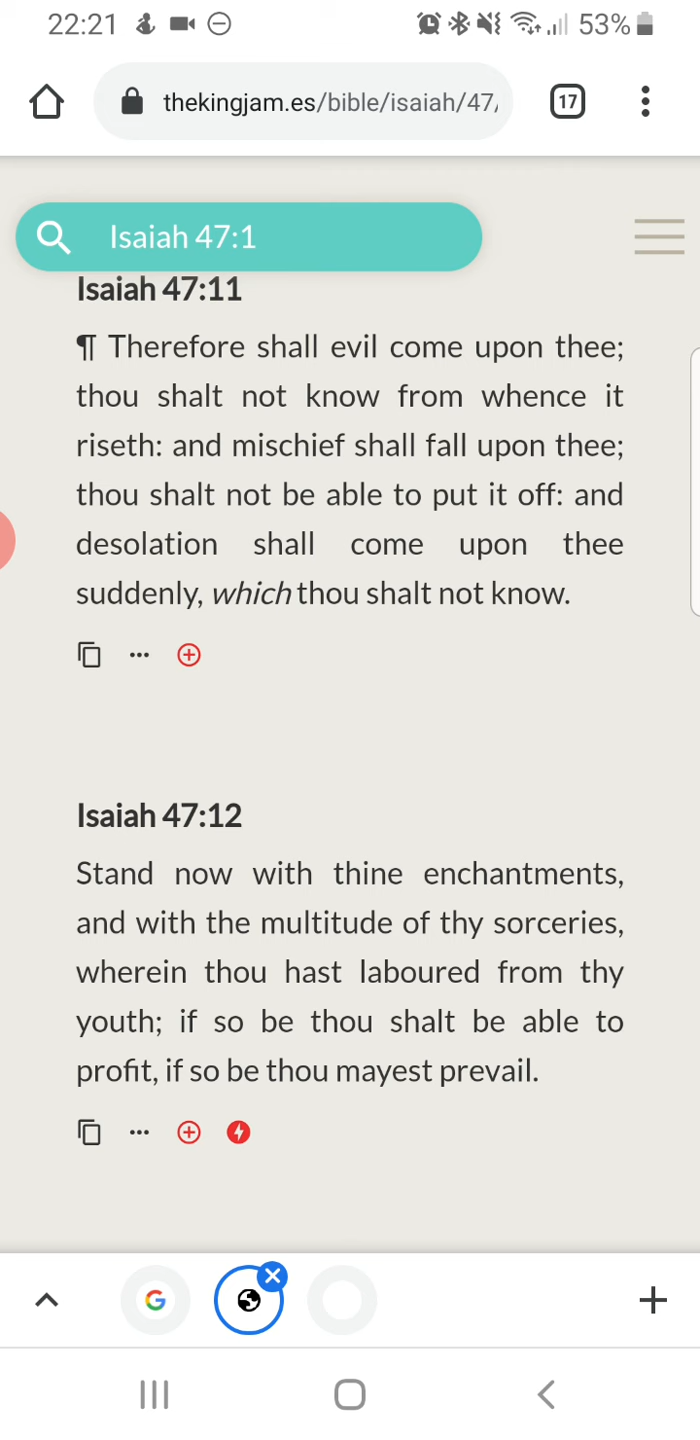 22:21 53%
thekingjam.es/bible/isaiah/47/ 17
Isaiah 47:1
Isaiah 47:11
¶ Therefore shall evil come upon thee;
thou shalt not know from whence it
riseth: and mischief shall fall upon thee;
thou shalt not be able to put it off: and
desolation shall come upon thee
suddenly, which thou shalt not know.
Isaiah 47:12
Stand now with thine enchantments,
and with the multitude of thy sorceries,
wherein thou hast laboured from thy
youth; if so be thou shalt be able to
profit, if so be thou mayest prevail.
G